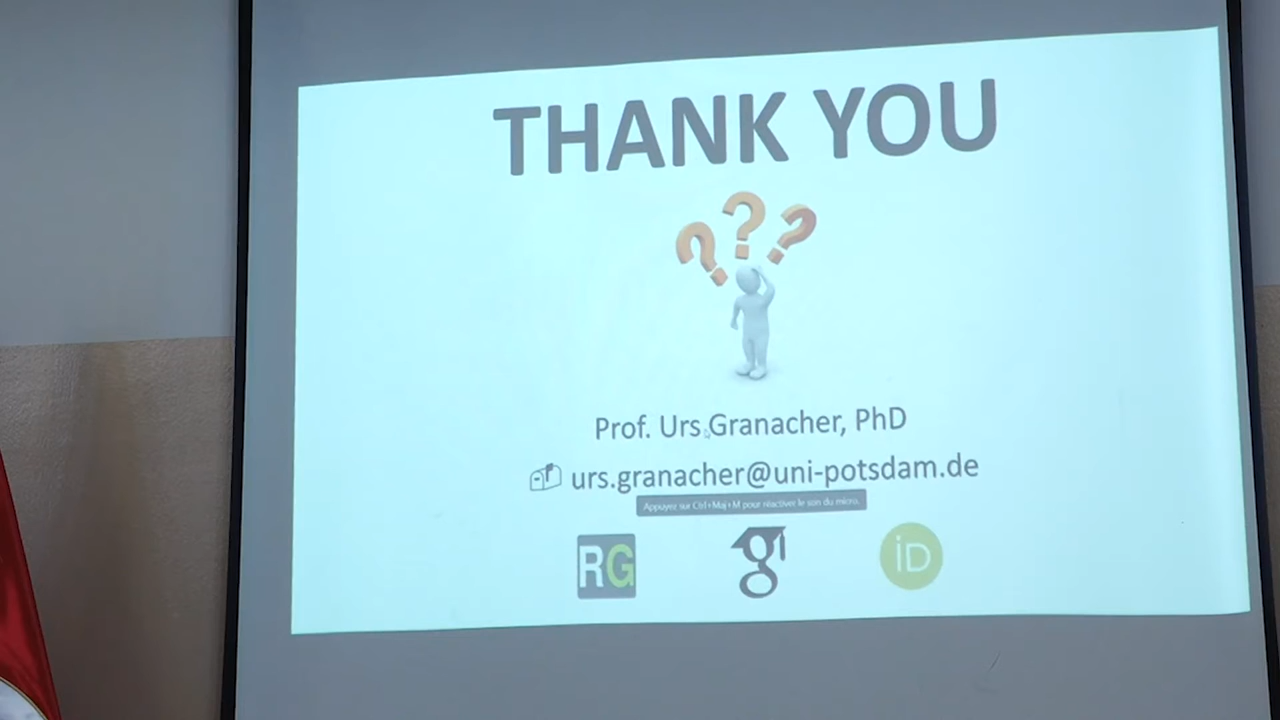 THANK YOU
???
Prof. Urs Granacher, PhD
urs.granacher@uni-potsdam.de
Appuyez sur Ctrl+Maj+M pour réactiver le son du micro.
RG
g
iD